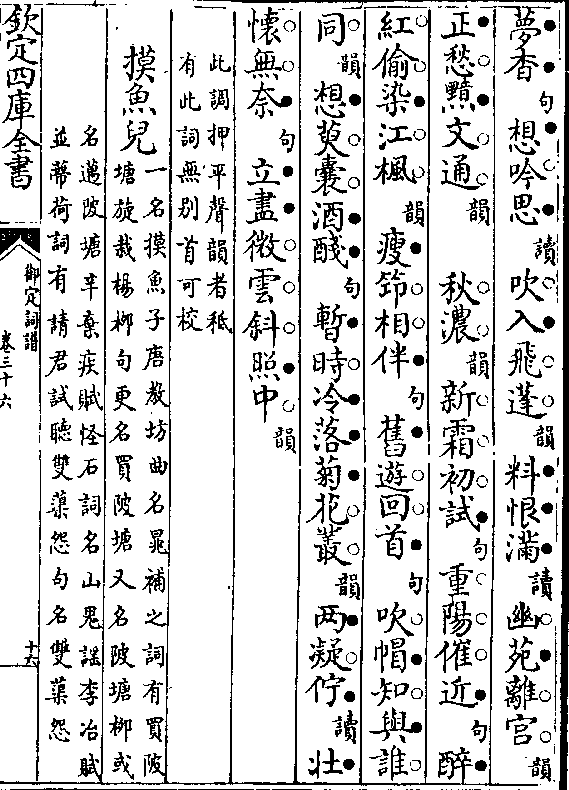 夢香句想吟思讀吹入飛蓬韻料恨滿讀幽苑離宮韻
正愁黯文通韻秋濃韻新霜初試句重陽催近句醉
紅偷染江楓韻瘦筇相伴句舊遊回首句吹帽知與誰
同韻想萸囊酒醆句暫時冷落菊花叢韻兩凝佇讀壯
懷無奈句立盡微雲斜照中韻
此調押平聲韻者秪
有此詞無别首可校
摸魚兒一名摸魚子唐教坊曲名晁補之詞有買陂
塘旋栽楊栁句更名買陂塘又名陂塘栁或
名邁陂塘辛棄疾賦怪石詞名山鬼謡李冶賦
並蔕荷詞有請君試聽雙蕖怨句名雙蕖怨
欽定四庫全書
御定詞譜
卷三十六
十六